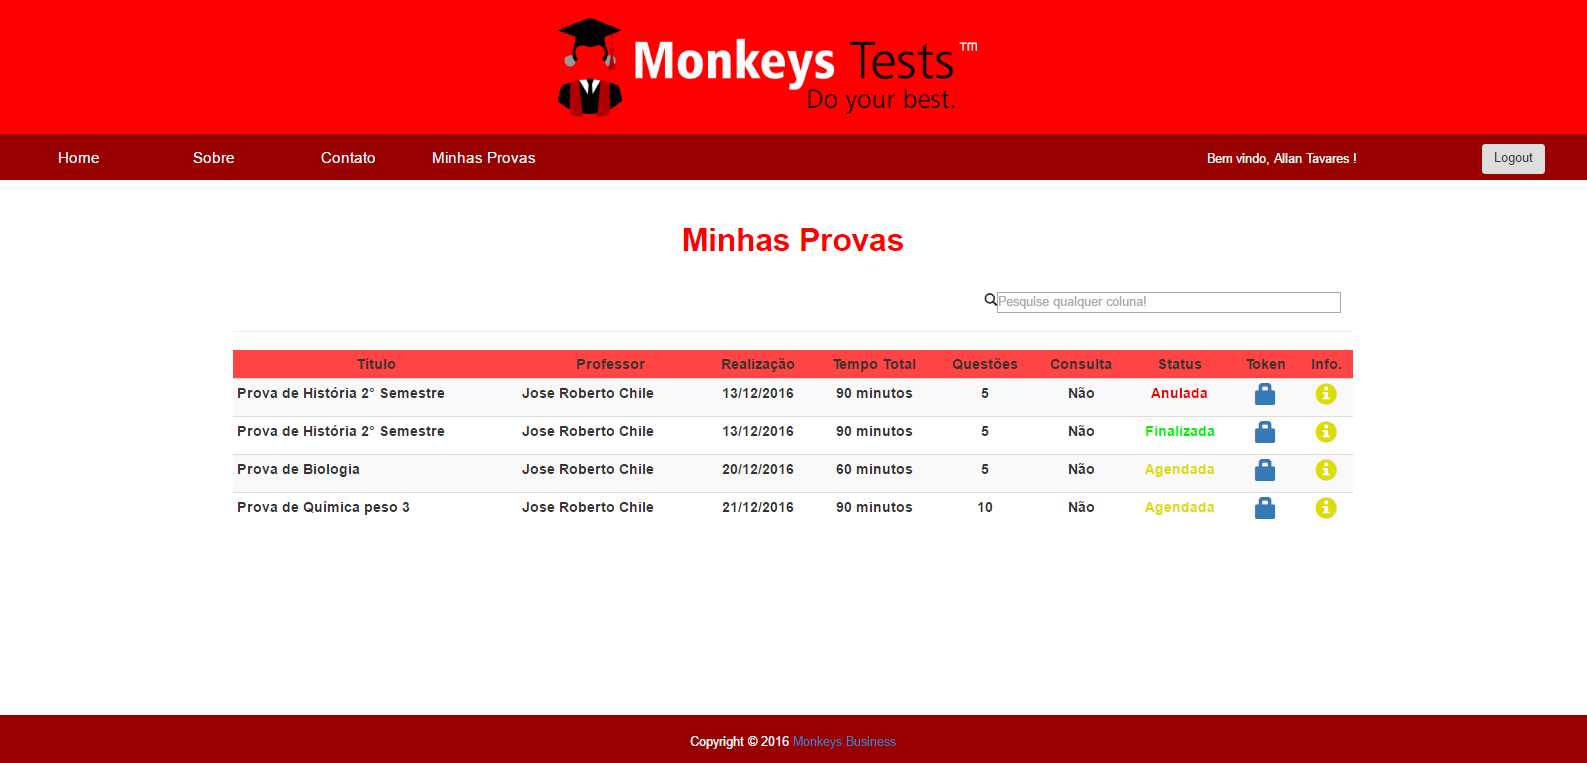 Monkeys Tests™
Do your best.
Home Sobre Contato Minhas Provas Bem vindo, Allan Tavares ! Logout
Minhas Provas
Pesquise qualquer coluna!
Título Professor Realização Tempo Total Questões Consulta Status Token Info.
Prova de História 2° Semestre Jose Roberto Chile 13/12/2016 90 minutos 5 Não Anulada
Prova de História 2° Semestre Jose Roberto Chile 13/12/2016 90 minutos 5 Não Finalizada
Prova de Biologia Jose Roberto Chile 20/12/2016 60 minutos 5 Não Agendada
Prova de Química peso 3 Jose Roberto Chile 21/12/2016 90 minutos 10 Não Agendada
Copyright © 2016 Monkeys Business